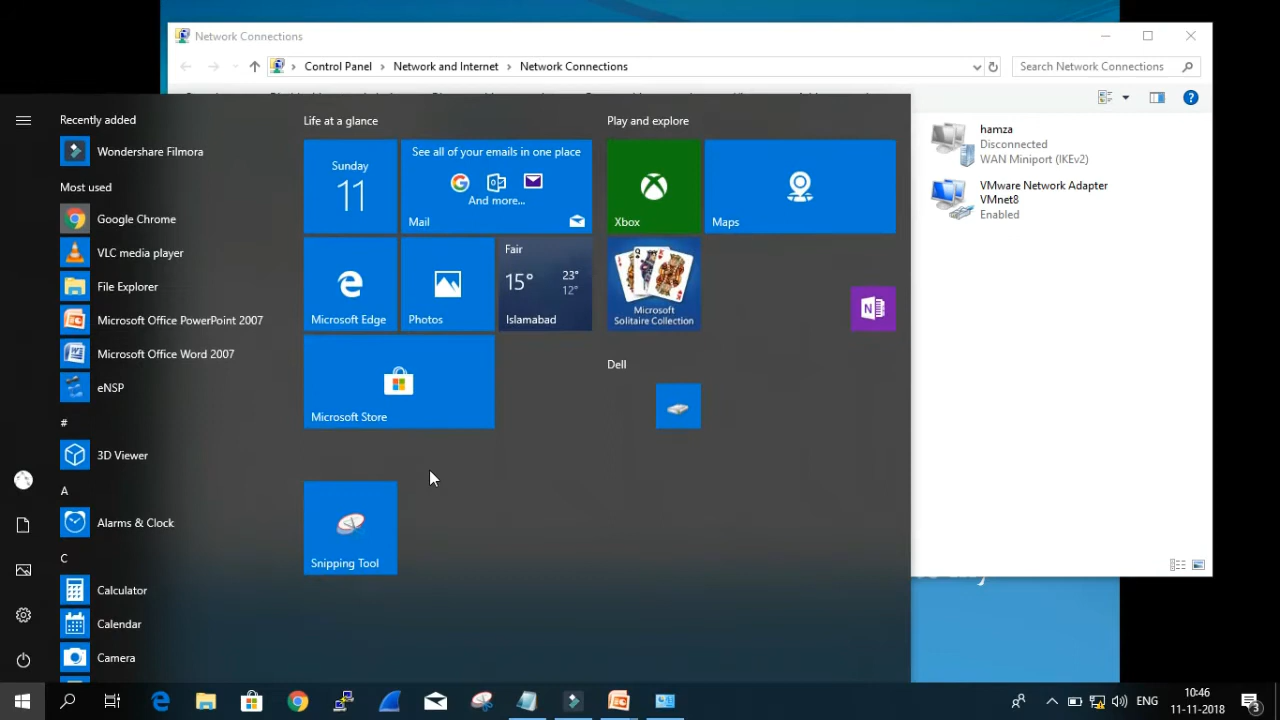 Network Connections
Control Panel
Network and Internet
Network Connections
Search Network Connections
Recently added
Wondershare Filmora
Most used
Google Chrome
VLC media player
File Explorer
Microsoft Office PowerPoint 2007
Microsoft Office Word 2007
eNSP
#
3D Viewer
A
Alarms & Clock
C
Calculator
Calendar
Camera
Life at a glance
Sunday
11
See all of your emails in one place
And more...
Mail
Microsoft Edge
Photos
Fair
15°
23°
12°
Islamabad
Microsoft Store
Snipping Tool
Play and explore
Xbox
Maps
Microsoft
Solitaire Collection
N
Dell
hamza
Disconnected
WAN Miniport (IKEv2)
VMware Network Adapter
VMnet8
Enabled
ENG
10:46
11-11-2018
3